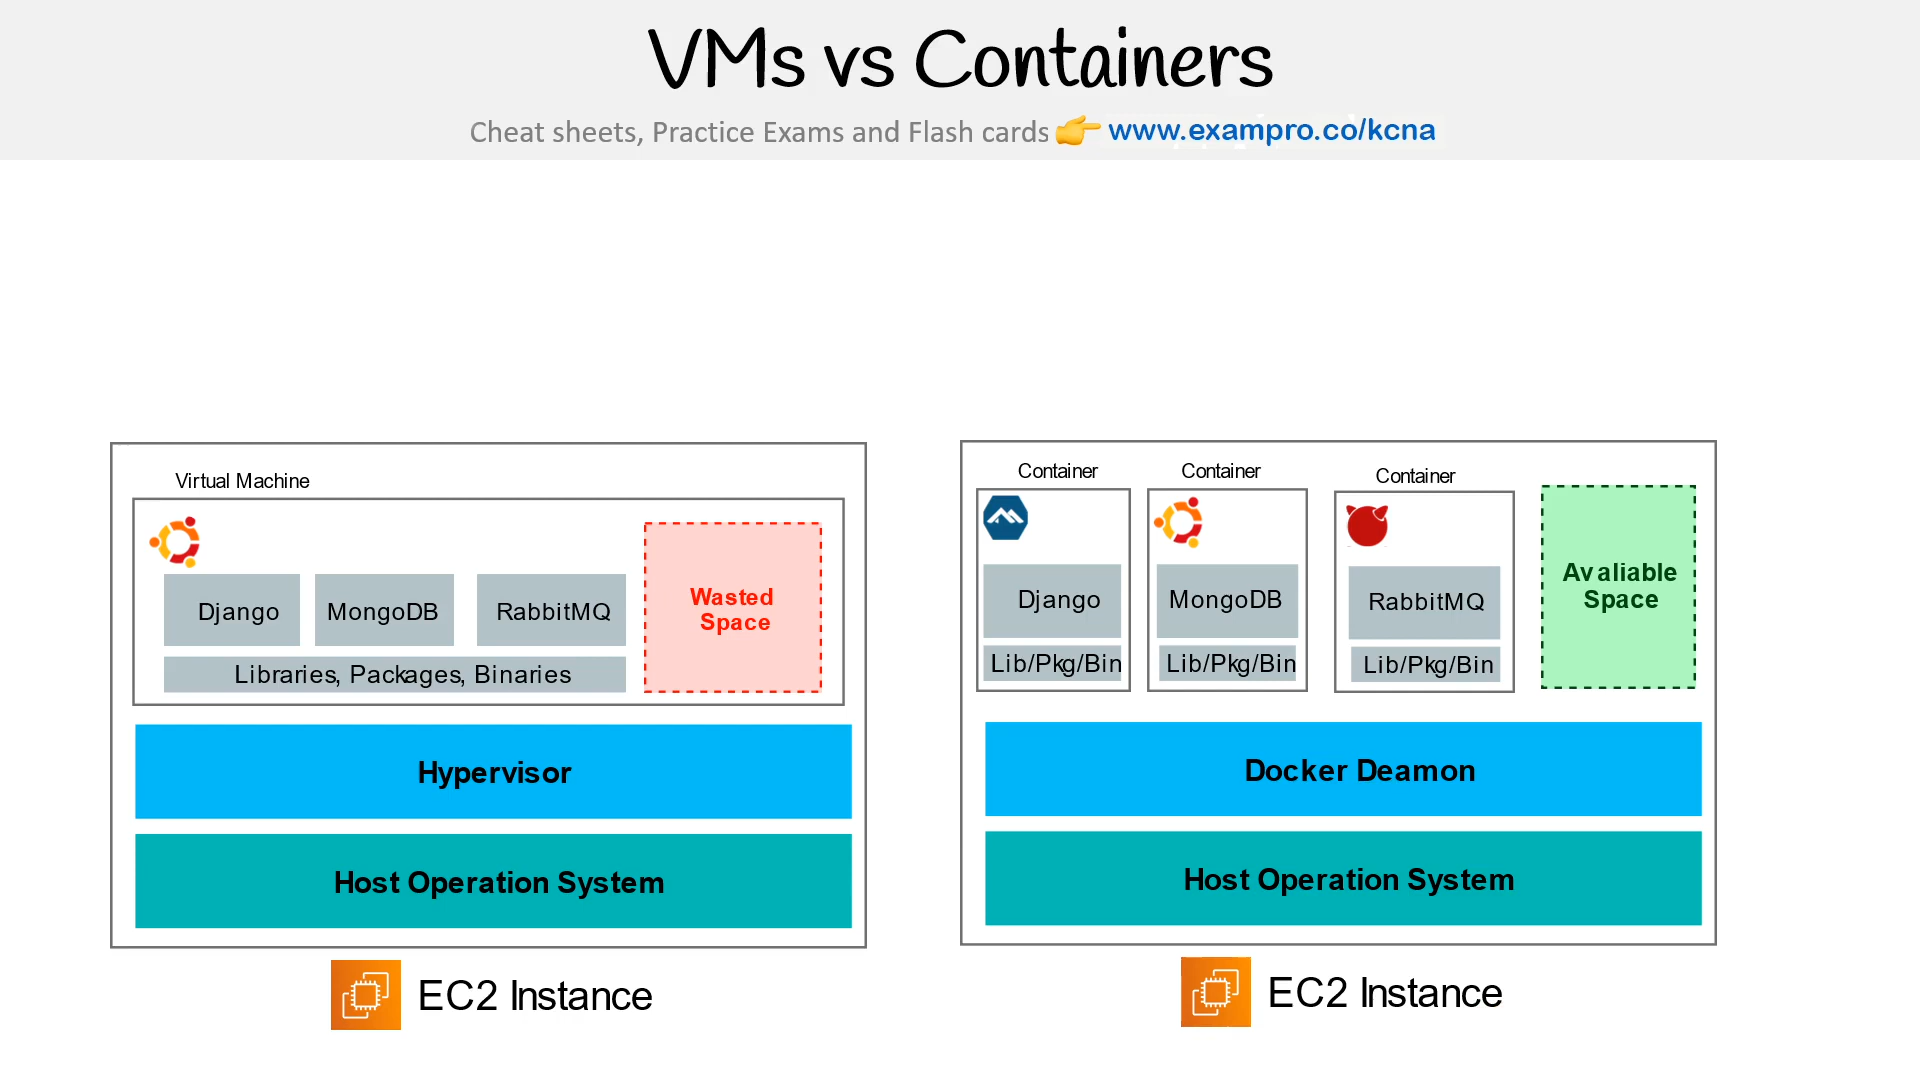 VMs vs Containers
Cheat sheets, Practice Exams and Flash cards 👉 www.exampro.co/kcna
Virtual Machine
Django MongoDB RabbitMQ
Libraries, Packages, Binaries
Wasted
Space
Hypervisor
Host Operation System
EC2 Instance
Container Container Container
Django MongoDB RabbitMQ
Lib/Pkg/Bin Lib/Pkg/Bin Lib/Pkg/Bin
Avaliable
Space
Docker Deamon
Host Operation System
EC2 Instance